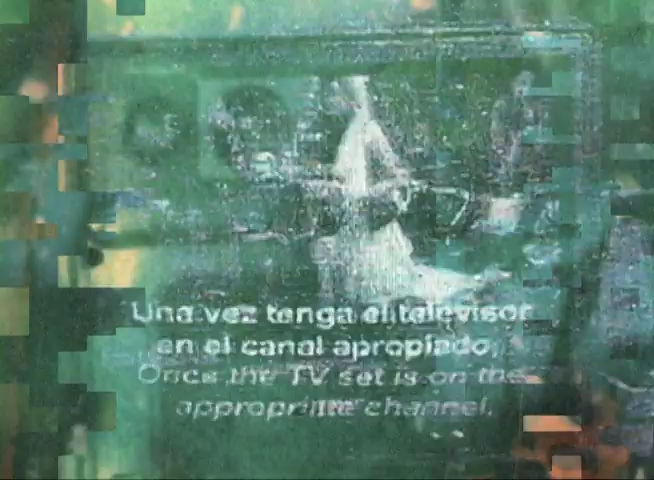 Una vez tenga el televisor
en el canal apropiado,
Once the TV set is on the
appropriate channel.